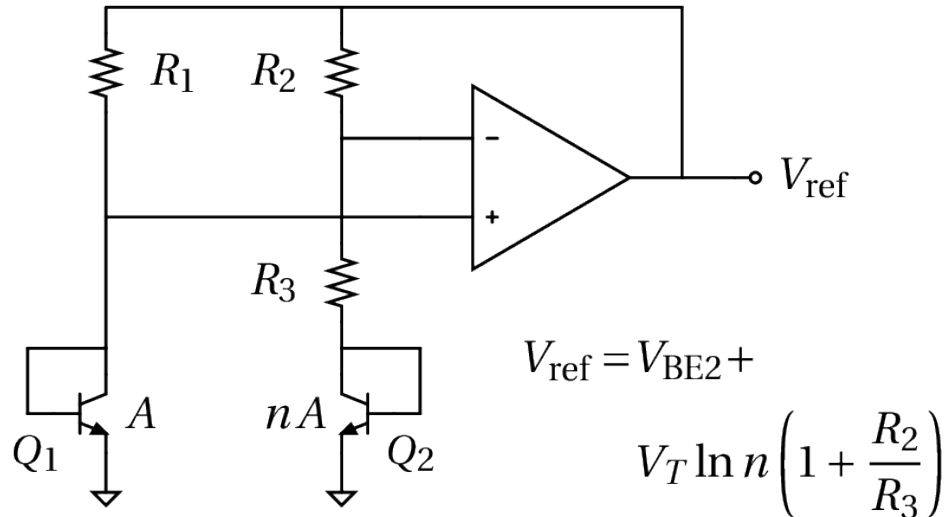 R1 R2
−
Vref
+
R3
Vref = VBE2 +
A nA
Q1 Q2
VT ln n (1 + R2/R3)